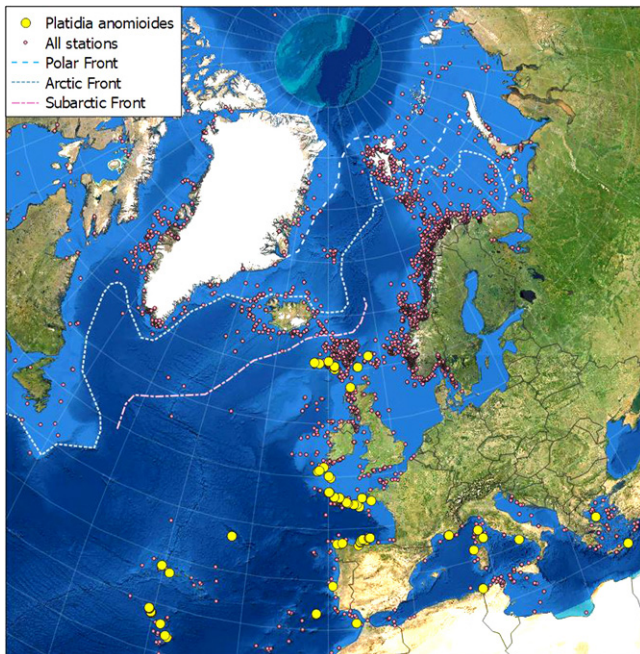 Platidia anomioides
All stations
Polar Front
Arctic Front
Subarctic Front